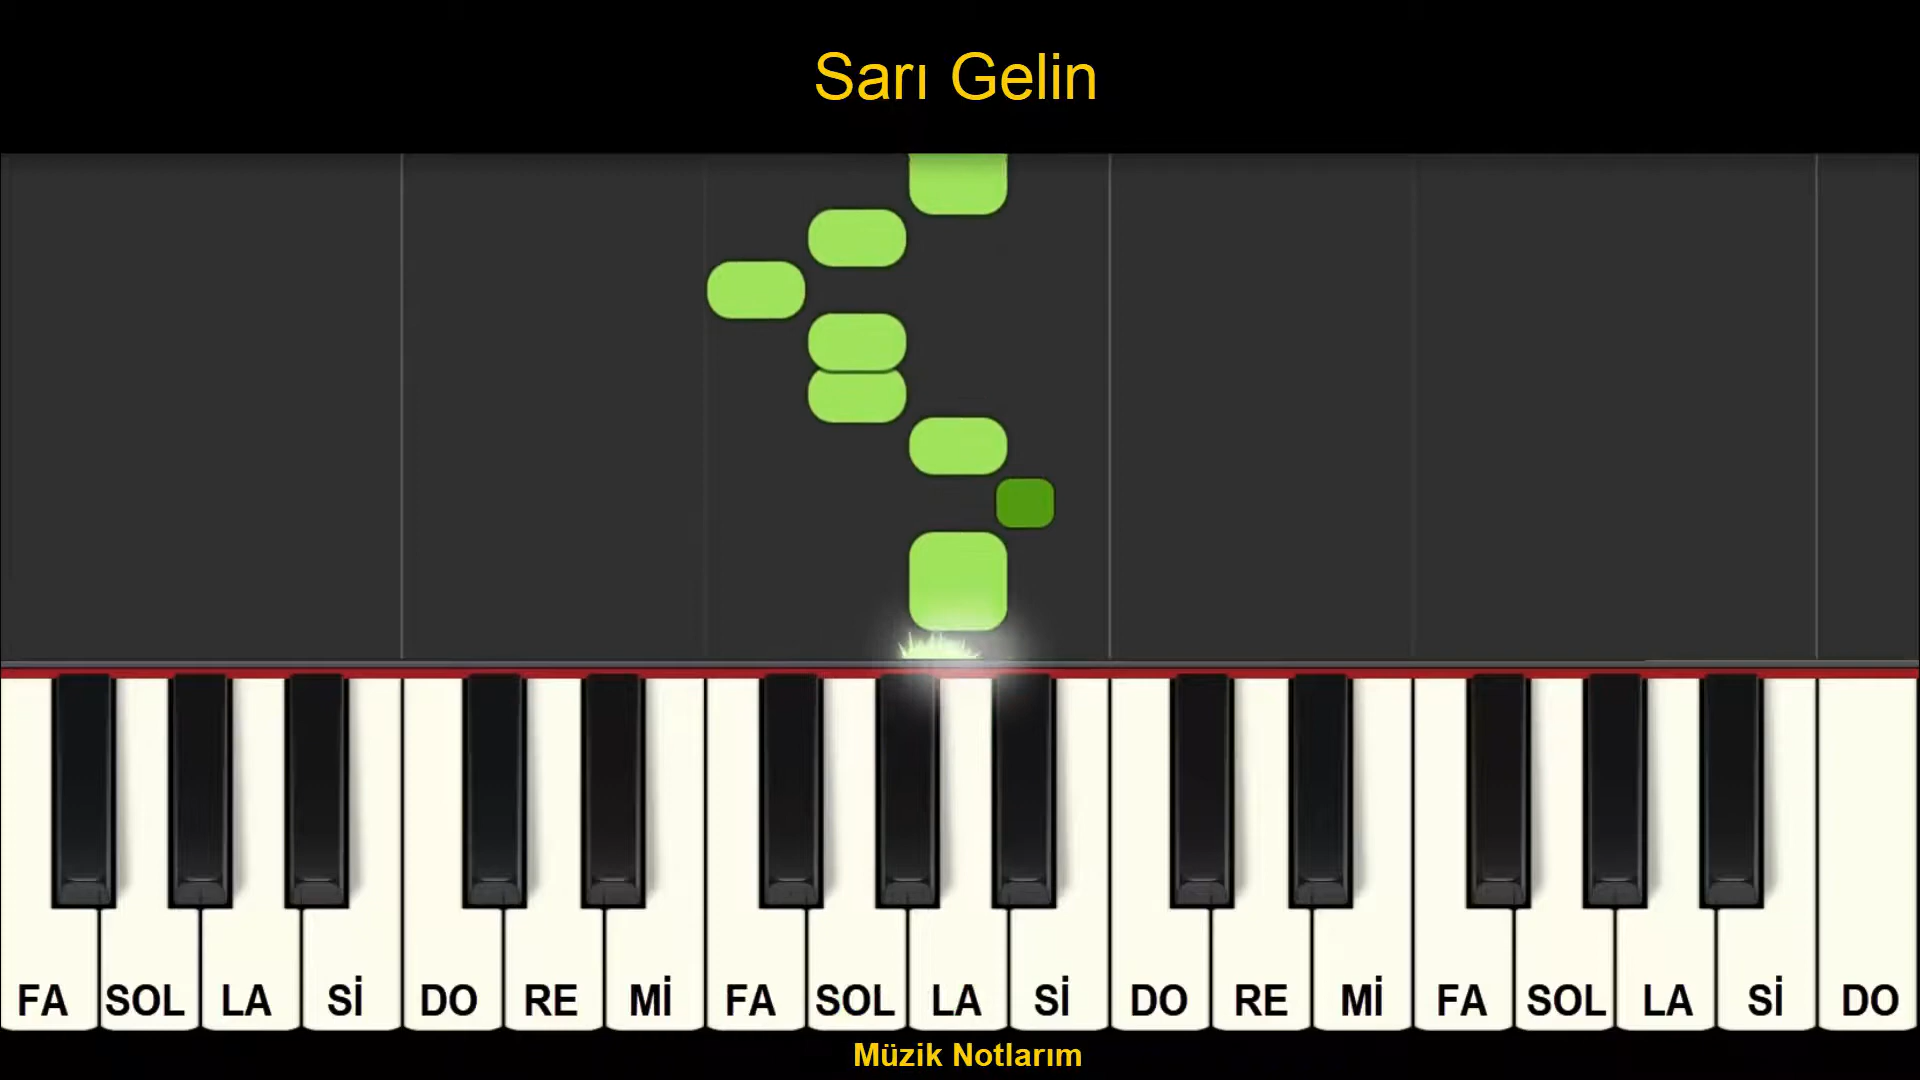 Sarı Gelin
FA SOL LA Sİ DO RE Mİ FA SOL LA Sİ DO RE Mİ FA SOL LA Sİ DO
Müzik Notlarım